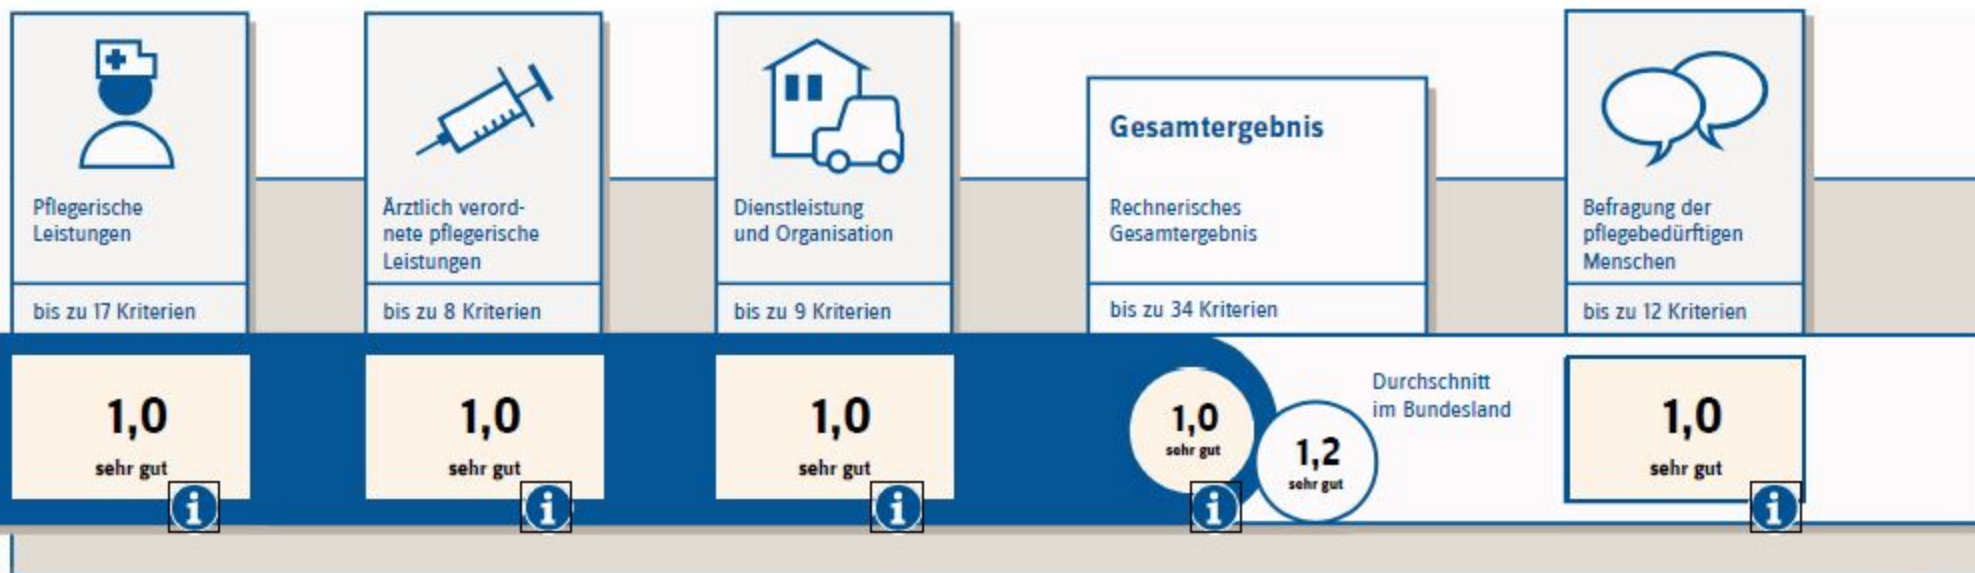 Pflegerische
Leistungen
bis zu 17 Kriterien
1,0
sehr gut
i
Ärztlich verord-
nete pflegerische
Leistungen
bis zu 8 Kriterien
1,0
sehr gut
i
Dienstleistung
und Organisation
bis zu 9 Kriterien
1,0
sehr gut
i
Gesamtergebnis
Rechnerisches
Gesamtergebnis
bis zu 34 Kriterien
1,0
sehr gut
i
1,2
sehr gut
Durchschnitt
im Bundesland
Befragung der
pflegebedürftigen
Menschen
bis zu 12 Kriterien
1,0
sehr gut
i